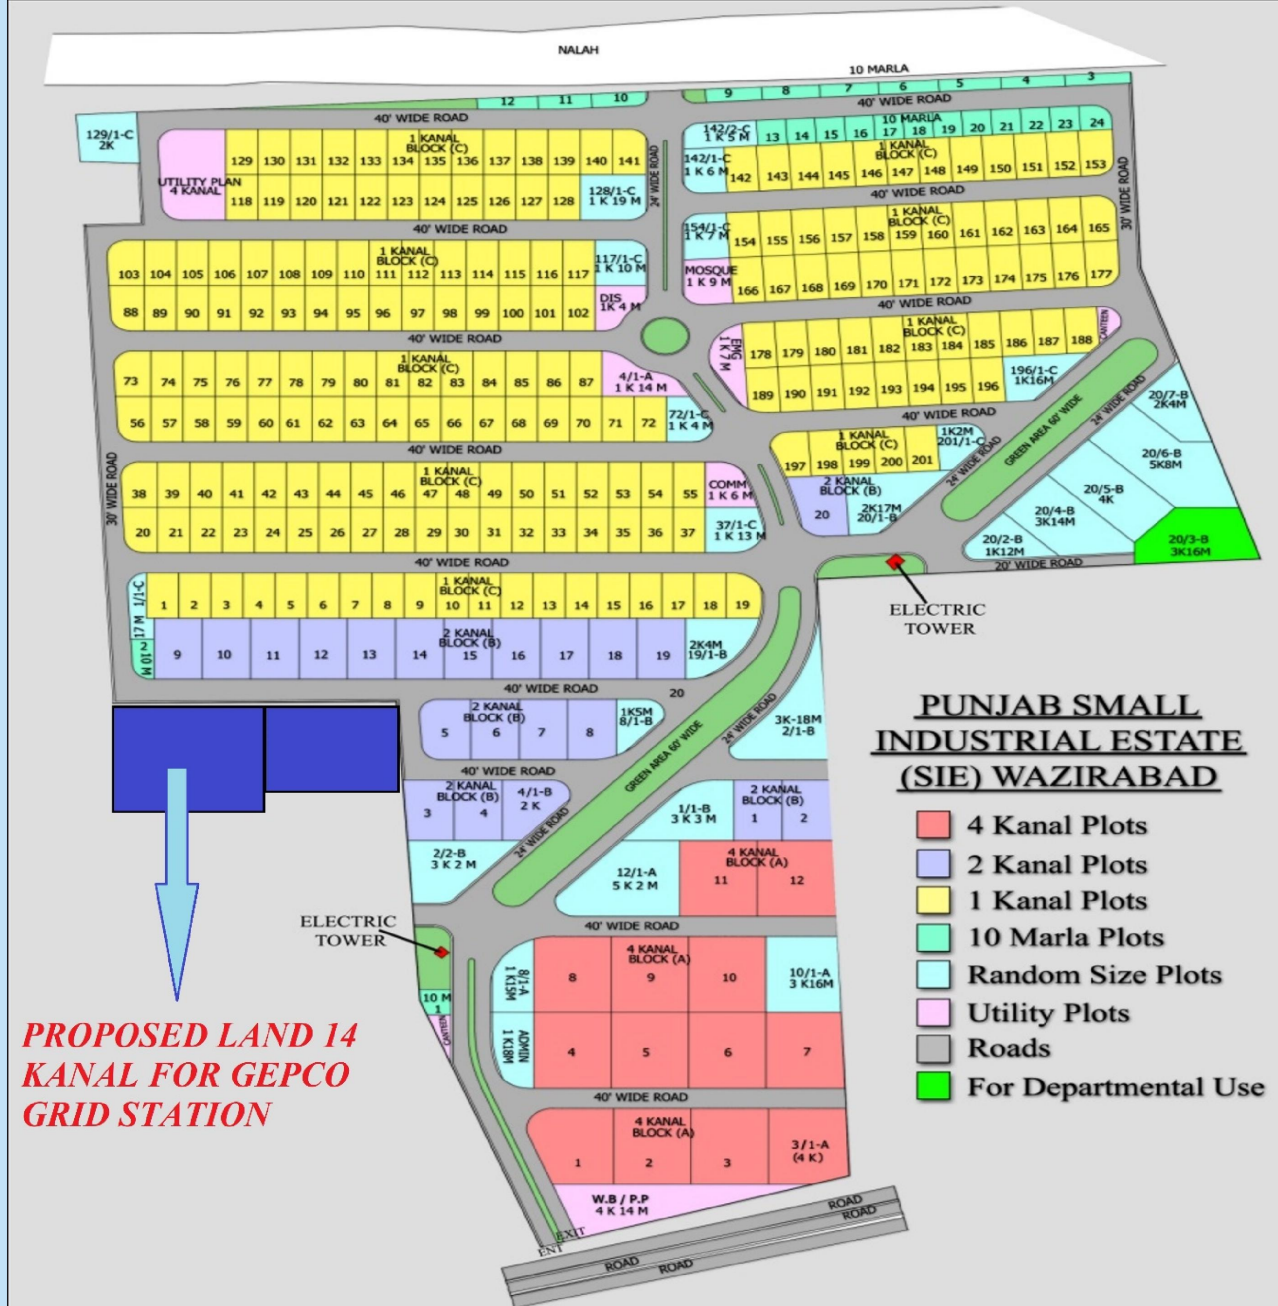 NALAH
10 MARLA
12 11 10
9 8 7 6 5 4 3
40' WIDE ROAD
40' WIDE ROAD
129/1-C
2K
UTILITY PLAN
4 KANAL
1 KANAL
BLOCK (C)
129 130 131 132 133 134 135 136 137 138 139 140 141
118 119 120 121 122 123 124 125 126 127 128
128/1-C
1 K 19 M
24' WIDE ROAD
142/2-C
1 K 5 M
10 MARLA
13 14 15 16 17 18 19 20 21 22 23 24
142/1-C
1 K 6 M
1 KANAL
BLOCK (C)
142 143 144 145 146 147 148 149 150 151 152 153
30' WIDE ROAD
40' WIDE ROAD
40' WIDE ROAD
1 KANAL
BLOCK (C)
103 104 105 106 107 108 109 110 111 112 113 114 115 116 117
117/1-C
1 K 10 M
88 89 90 91 92 93 94 95 96 97 98 99 100 101 102
DIS
1K 4 M
154/1-C
1 K 7 M
1 KANAL
BLOCK (C)
154 155 156 157 158 159 160 161 162 163 164 165
MOSQUE
1 K 9 M
166 167 168 169 170 171 172 173 174 175 176 177
40' WIDE ROAD
40' WIDE ROAD
1 KANAL
BLOCK (C)
73 74 75 76 77 78 79 80 81 82 83 84 85 86 87
4/1-A
1 K 14 M
56 57 58 59 60 61 62 63 64 65 66 67 68 69 70 71 72
72/1-C
1 K 4 M
EMG
1 K 7 M
1 KANAL
BLOCK (C)
178 179 180 181 182 183 184 185 186 187 188
CANTEEN
189 190 191 192 193 194 195 196
196/1-C
1K16M
40' WIDE ROAD
40' WIDE ROAD
30' WIDE ROAD
1 KANAL
BLOCK (C)
38 39 40 41 42 43 44 45 46 47 48 49 50 51 52 53 54 55
COMM
1 K 6 M
20 21 22 23 24 25 26 27 28 29 30 31 32 33 34 35 36 37
37/1-C
1 K 13 M
1 KANAL
BLOCK (C)
197 198 199 200 201
1K2M
201/1-C
2 KANAL
BLOCK (B)
20
2K17M
20/1-B
24' WIDE ROAD
GREEN AREA 60' WIDE
24' WIDE ROAD
20/7-B
2K4M
20/6-B
5K8M
20/5-B
4K
20/4-B
3K14M
20/2-B
1K12M
20/3-B
3K16M
20' WIDE ROAD
40' WIDE ROAD
ELECTRIC
TOWER
17 M 1/1-C
2
10 M
1 KANAL
BLOCK (C)
1 2 3 4 5 6 7 8 9 10 11 12 13 14 15 16 17 18 19
2 KANAL
BLOCK (B)
9 10 11 12 13 14 15 16 17 18 19
2K4M
19/1-B
40' WIDE ROAD
20
2 KANAL
BLOCK (B)
5 6 7 8
1K5M
8/1-B
GREEN AREA 60' WIDE
24' WIDE ROAD
3K-18M
2/1-B
40' WIDE ROAD
2 KANAL
BLOCK (B)
3 4
4/1-B
2 K
24' WIDE ROAD
2/2-B
3 K 2 M
1/1-B
3 K 3 M
2 KANAL
BLOCK (B)
1 2
12/1-A
5 K 2 M
4 KANAL
BLOCK (A)
11 12
40' WIDE ROAD
ELECTRIC
TOWER
10 M
1
CANTEEN
8/1-A
1 K15M
4 KANAL
BLOCK (A)
8 9 10
10/1-A
3 K16M
ADMIN
1 K18M
4 5 6 7
40' WIDE ROAD
4 KANAL
BLOCK (A)
1 2 3
3/1-A
(4 K)
W.B / P.P
4 K 14 M
ENT EXIT
ROAD
ROAD
ROAD
ROAD
PROPOSED LAND 14
KANAL FOR GEPCO
GRID STATION
PUNJAB SMALL
INDUSTRIAL ESTATE
(SIE) WAZIRABAD
4 Kanal Plots
2 Kanal Plots
1 Kanal Plots
10 Marla Plots
Random Size Plots
Utility Plots
Roads
For Departmental Use